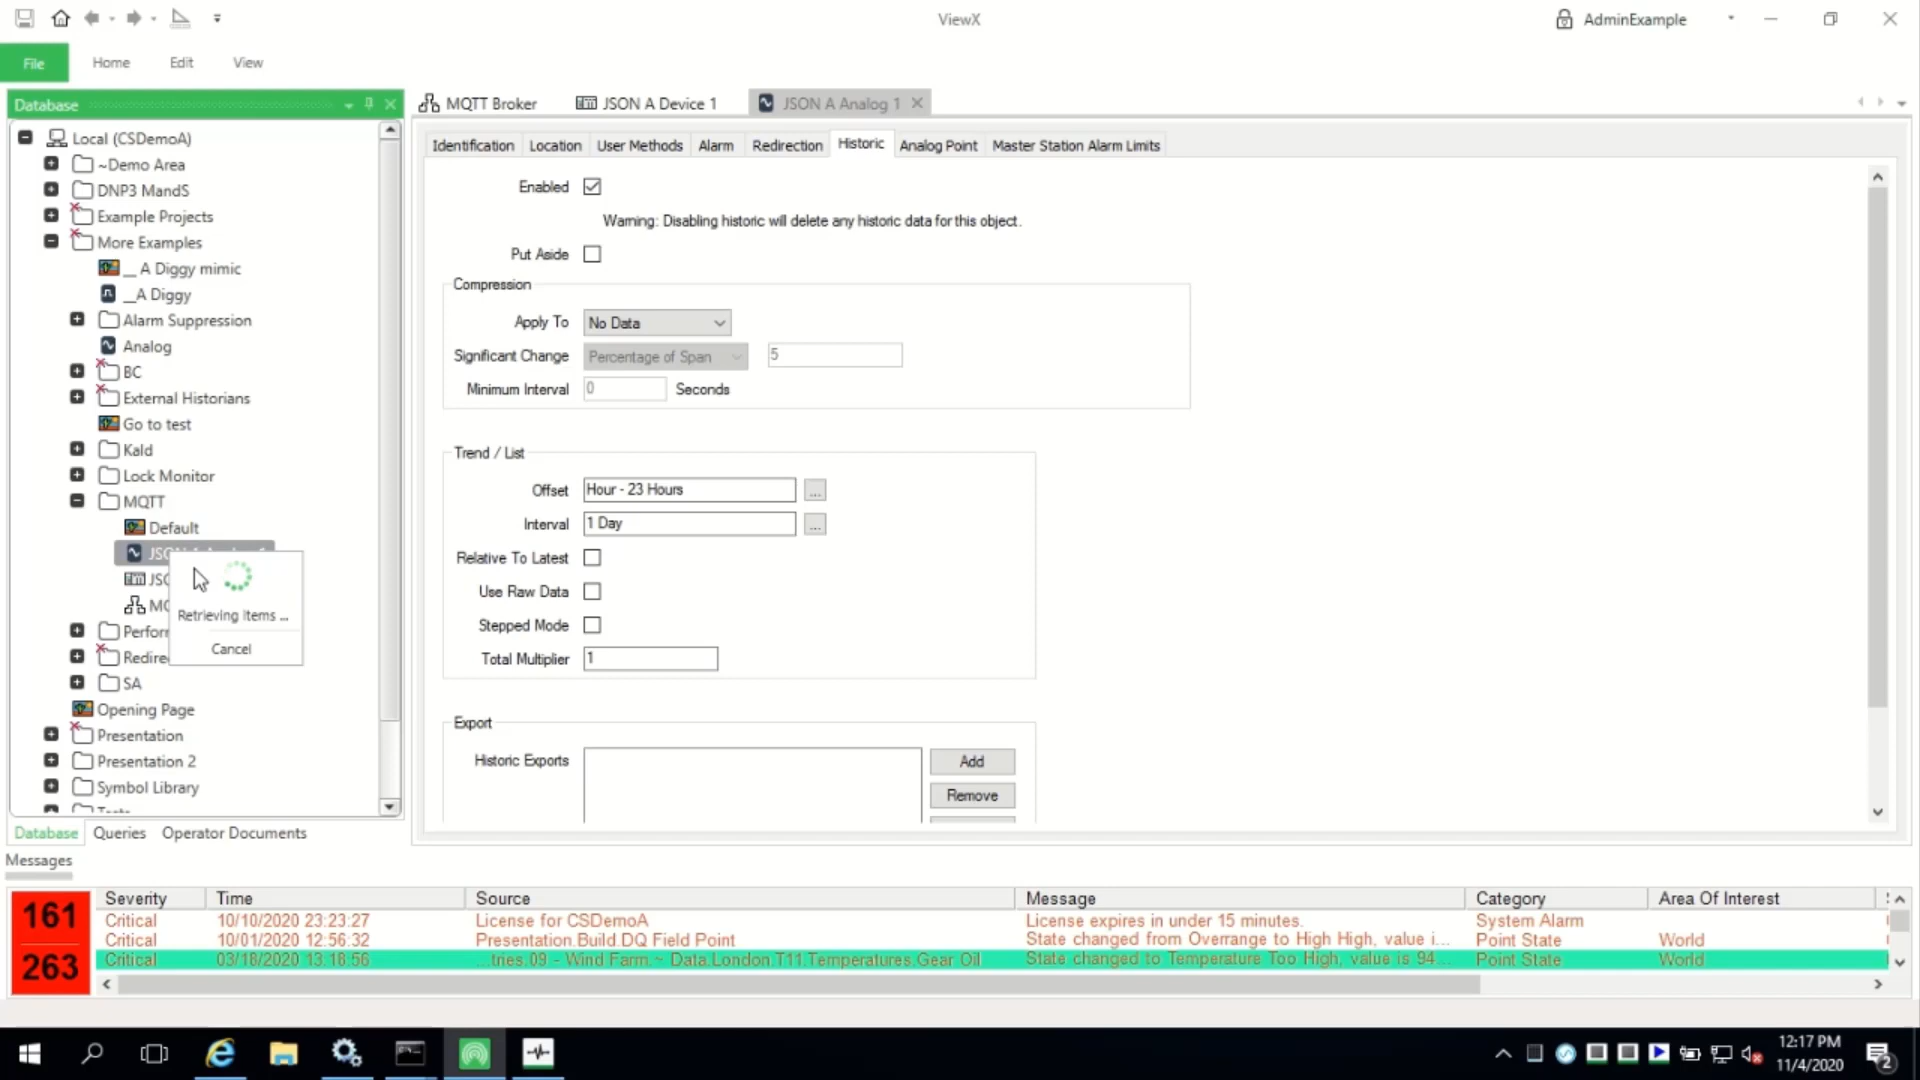 ViewX
AdminExample
File
Home
Edit
View
Database
Local (CSDemoA)
~Demo Area
DNP3 MandS
Example Projects
More Examples
__ A Diggy mimic
__A Diggy
Alarm Suppression
Analog
BC
External Historians
Go to test
Kald
Lock Monitor
MQTT
Default
Retrieving Items ...
Cancel
SA
Opening Page
Presentation
Presentation 2
Symbol Library
Database
Queries
Operator Documents
MQTT Broker
JSON A Device 1
JSON A Analog 1
Identification
Location
User Methods
Alarm
Redirection
Historic
Analog Point
Master Station Alarm Limits
Enabled
Warning: Disabling historic will delete any historic data for this object.
Put Aside
Compression
Apply To
No Data
Significant Change
Percentage of Span
5
Minimum Interval
0
Seconds
Trend / List
Offset
Hour - 23 Hours
...
Interval
1 Day
...
Relative To Latest
Use Raw Data
Stepped Mode
Total Multiplier
1
Export
Historic Exports
Add
Remove
Messages
161
263
Severity Time Source Message Category Area Of Interest
Critical 10/10/2020 23:23:27 License for CSDemoA License expires in under 15 minutes. System Alarm
Critical 10/01/2020 12:56:32 Presentation.Build.DQ Field Point State changed from Overrange to High High, value i... Point State World
Critical 03/18/2020 13:18:56 ...tries.09 - Wind Farm.~ Data.London.T11.Temperatures.Gear Oil State changed to Temperature Too High, value is 94... Point State World
12:17 PM
11/4/2020
2